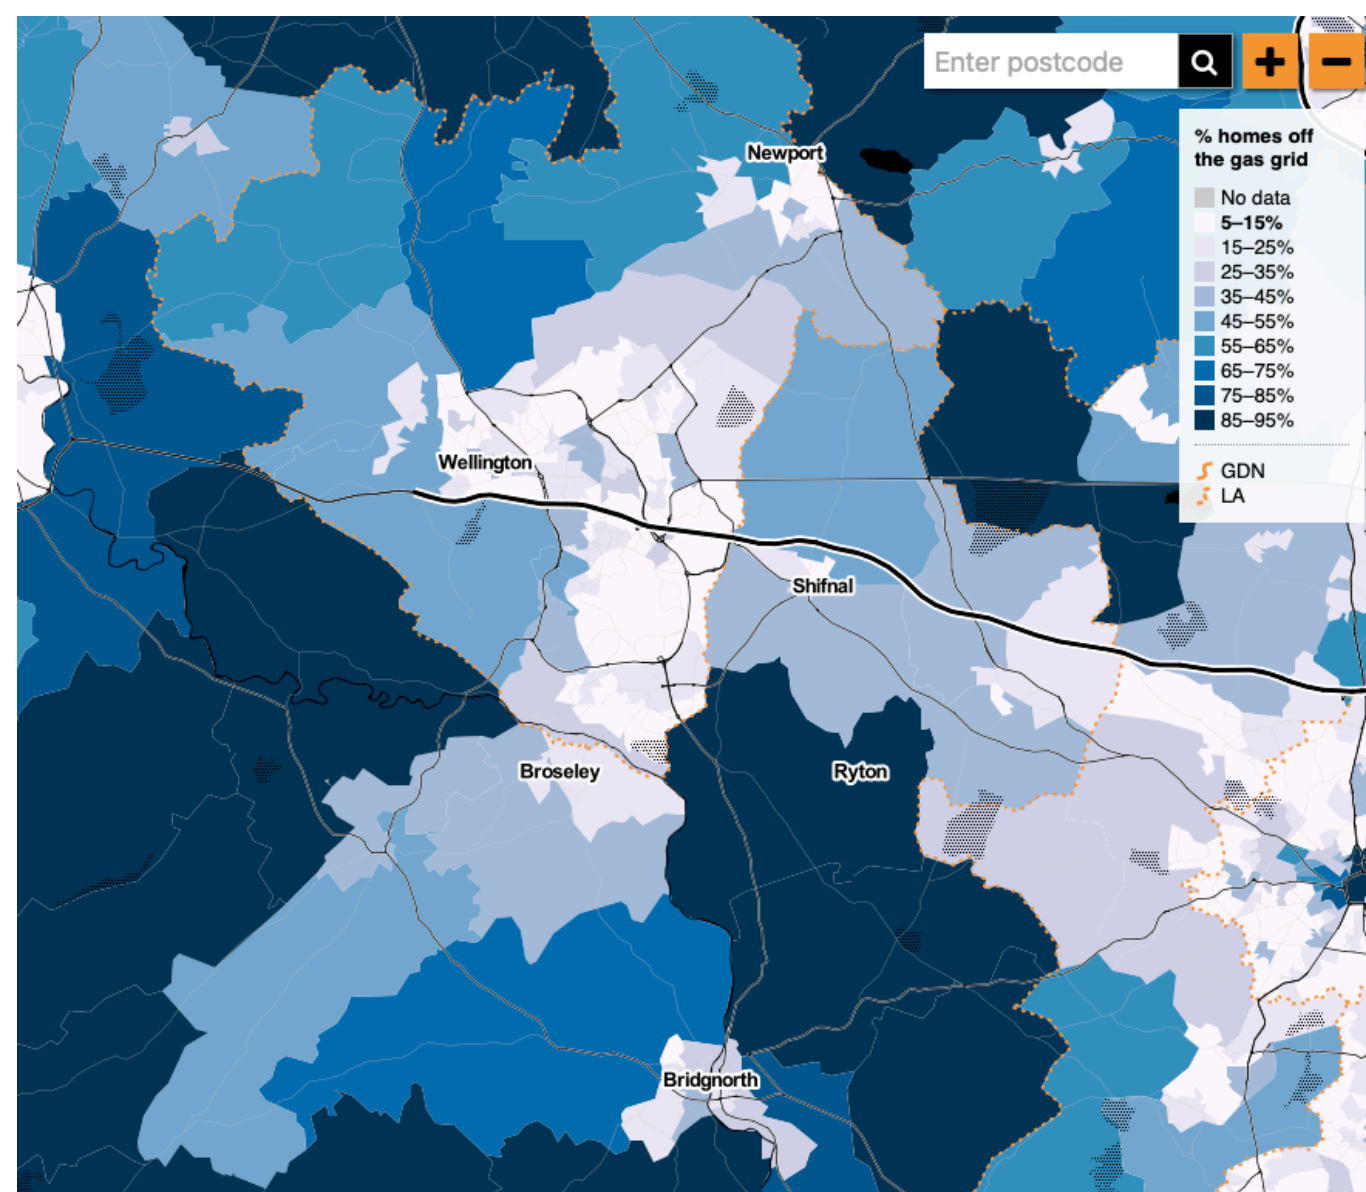 Enter postcode
% homes off
the gas grid
No data
5–15%
15–25%
25–35%
35–45%
45–55%
55–65%
65–75%
75–85%
85–95%
GDN
LA
Newport
Wellington
Shifnal
Broseley
Ryton
Bridgnorth